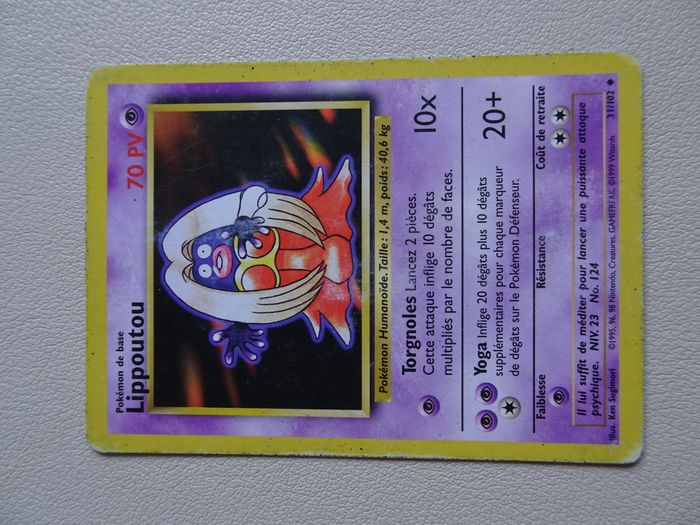 Pokémon de base
Lippoutou
70 PV
Pokémon Humanoïde. Taille: 1,4 m, poids: 40,6 kg
Torgnoles Lancez 2 pièces.
Cette attaque inflige 10 dégâts
multipliés par le nombre de faces.
10x
Yoga Inflige 20 dégâts plus 10 dégâts
supplémentaires pour chaque marqueur
de dégâts sur le Pokémon Défenseur.
20+
Faiblesse
Résistance
Coût de retraite
Il lui suffit de méditer pour lancer une puissante attaque
psychique. NIV. 23 No. 124
Illus. Ken Sugimori
©1995, 96, 98 Nintendo, Creatures, GAMEFREAK. ©1999 Wizards.
31/102